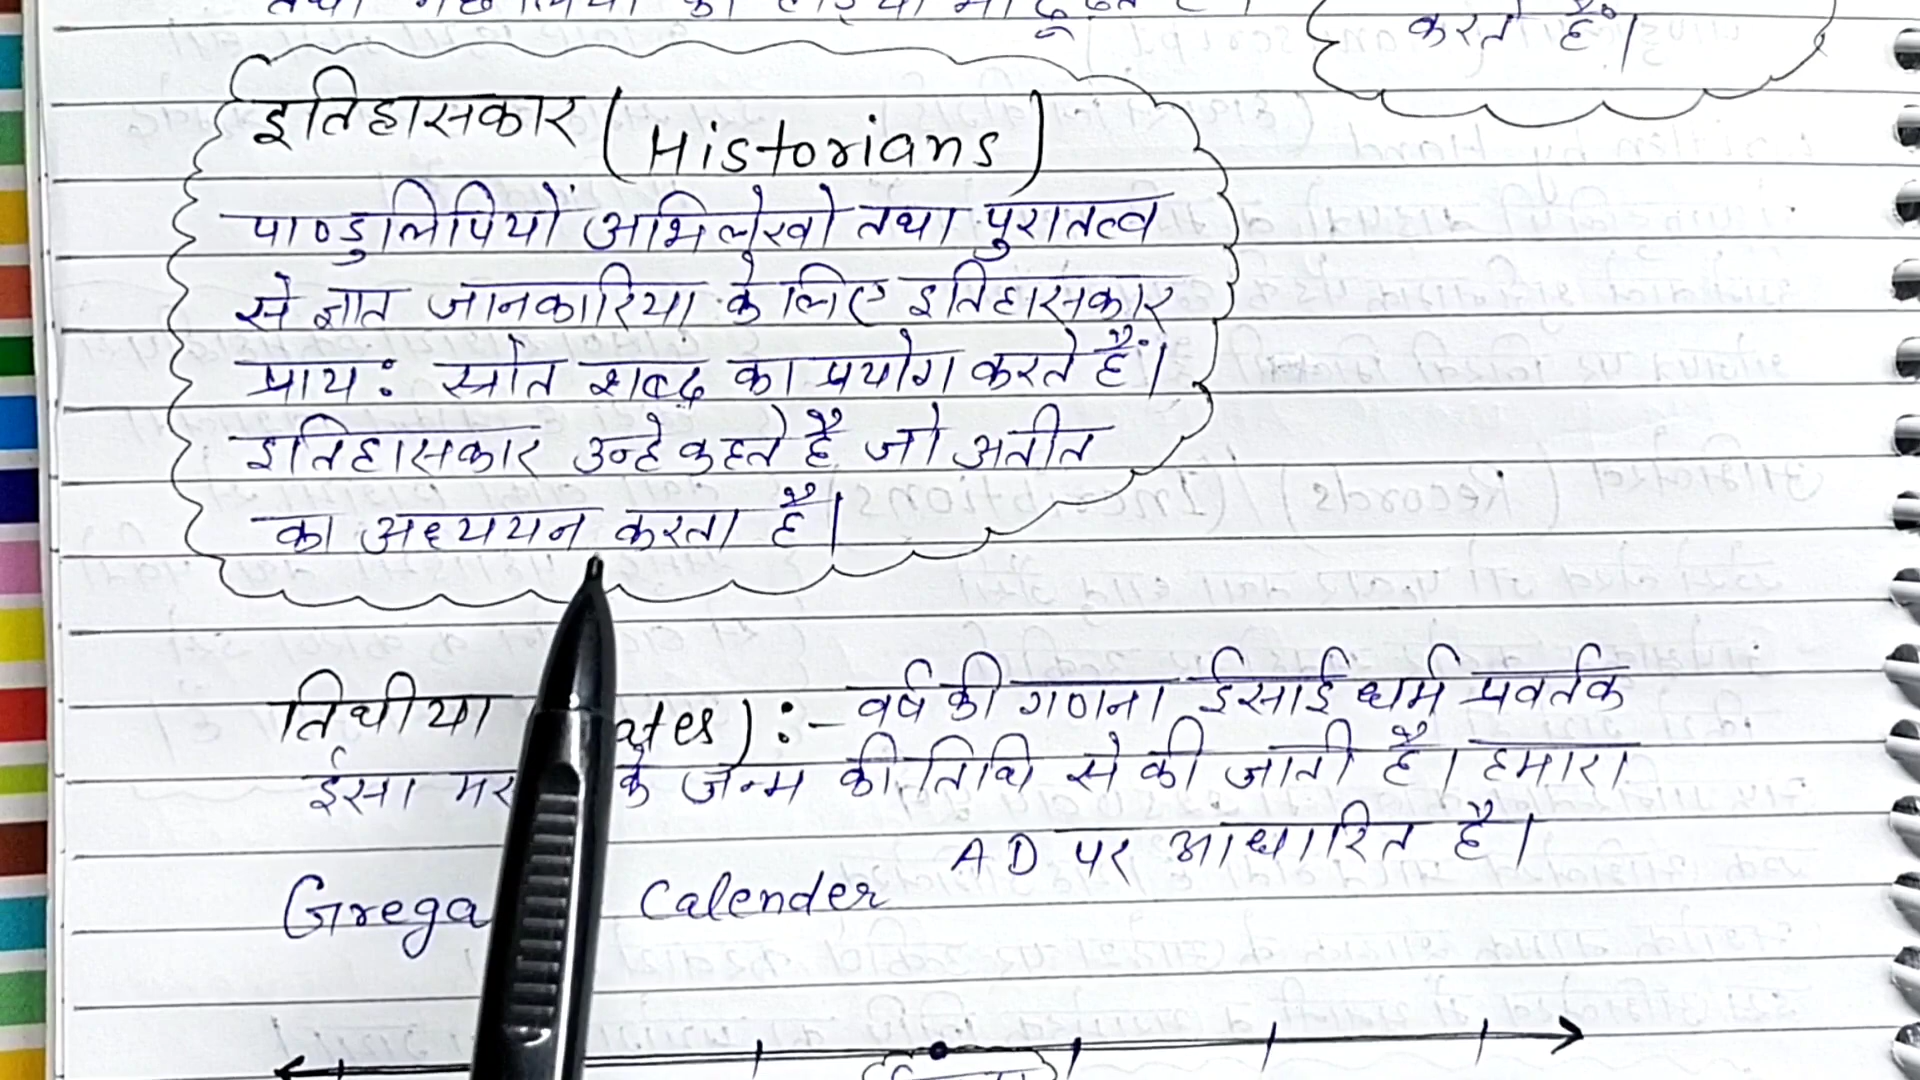 करते हैं।
इतिहासकार (Historians)
पाण्डुलिपियों अभिलेखो तथा पुरातत्व
से ज्ञात जानकारिया के लिए इतिहासकार
प्राय: स्त्रोत शब्द का प्रयोग करते हैं।
इतिहासकार उन्हे कहते है जो अतीत
का अध्ययन करता है।
तिथीया ates) :- वर्ष की गणना ईसाई धर्म प्रवर्तक
ईसा के जन्म की तिथि से की जाती है। हमारा
AD पर आधारित है।
Grega Calender